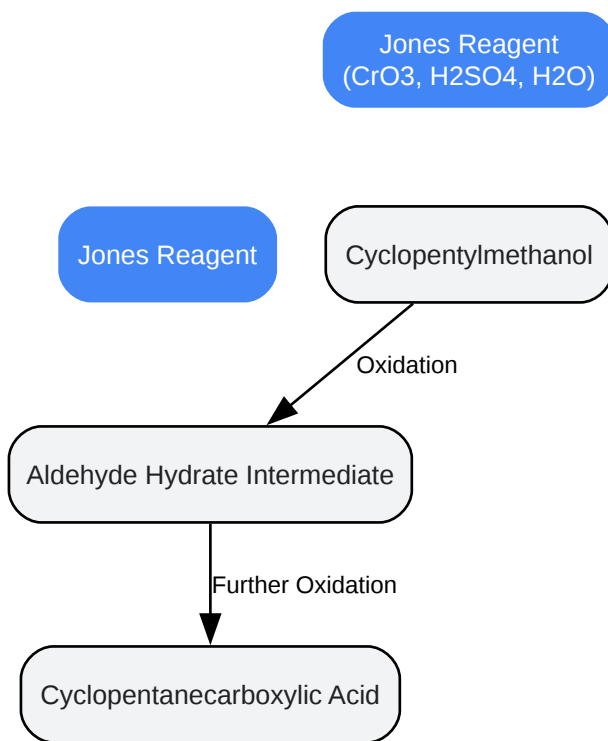 Jones Reagent
(CrO3, H2SO4, H2O)
Jones Reagent
Cyclopentylmethanol
Oxidation
Aldehyde Hydrate Intermediate
Further Oxidation
Cyclopentanecarboxylic Acid